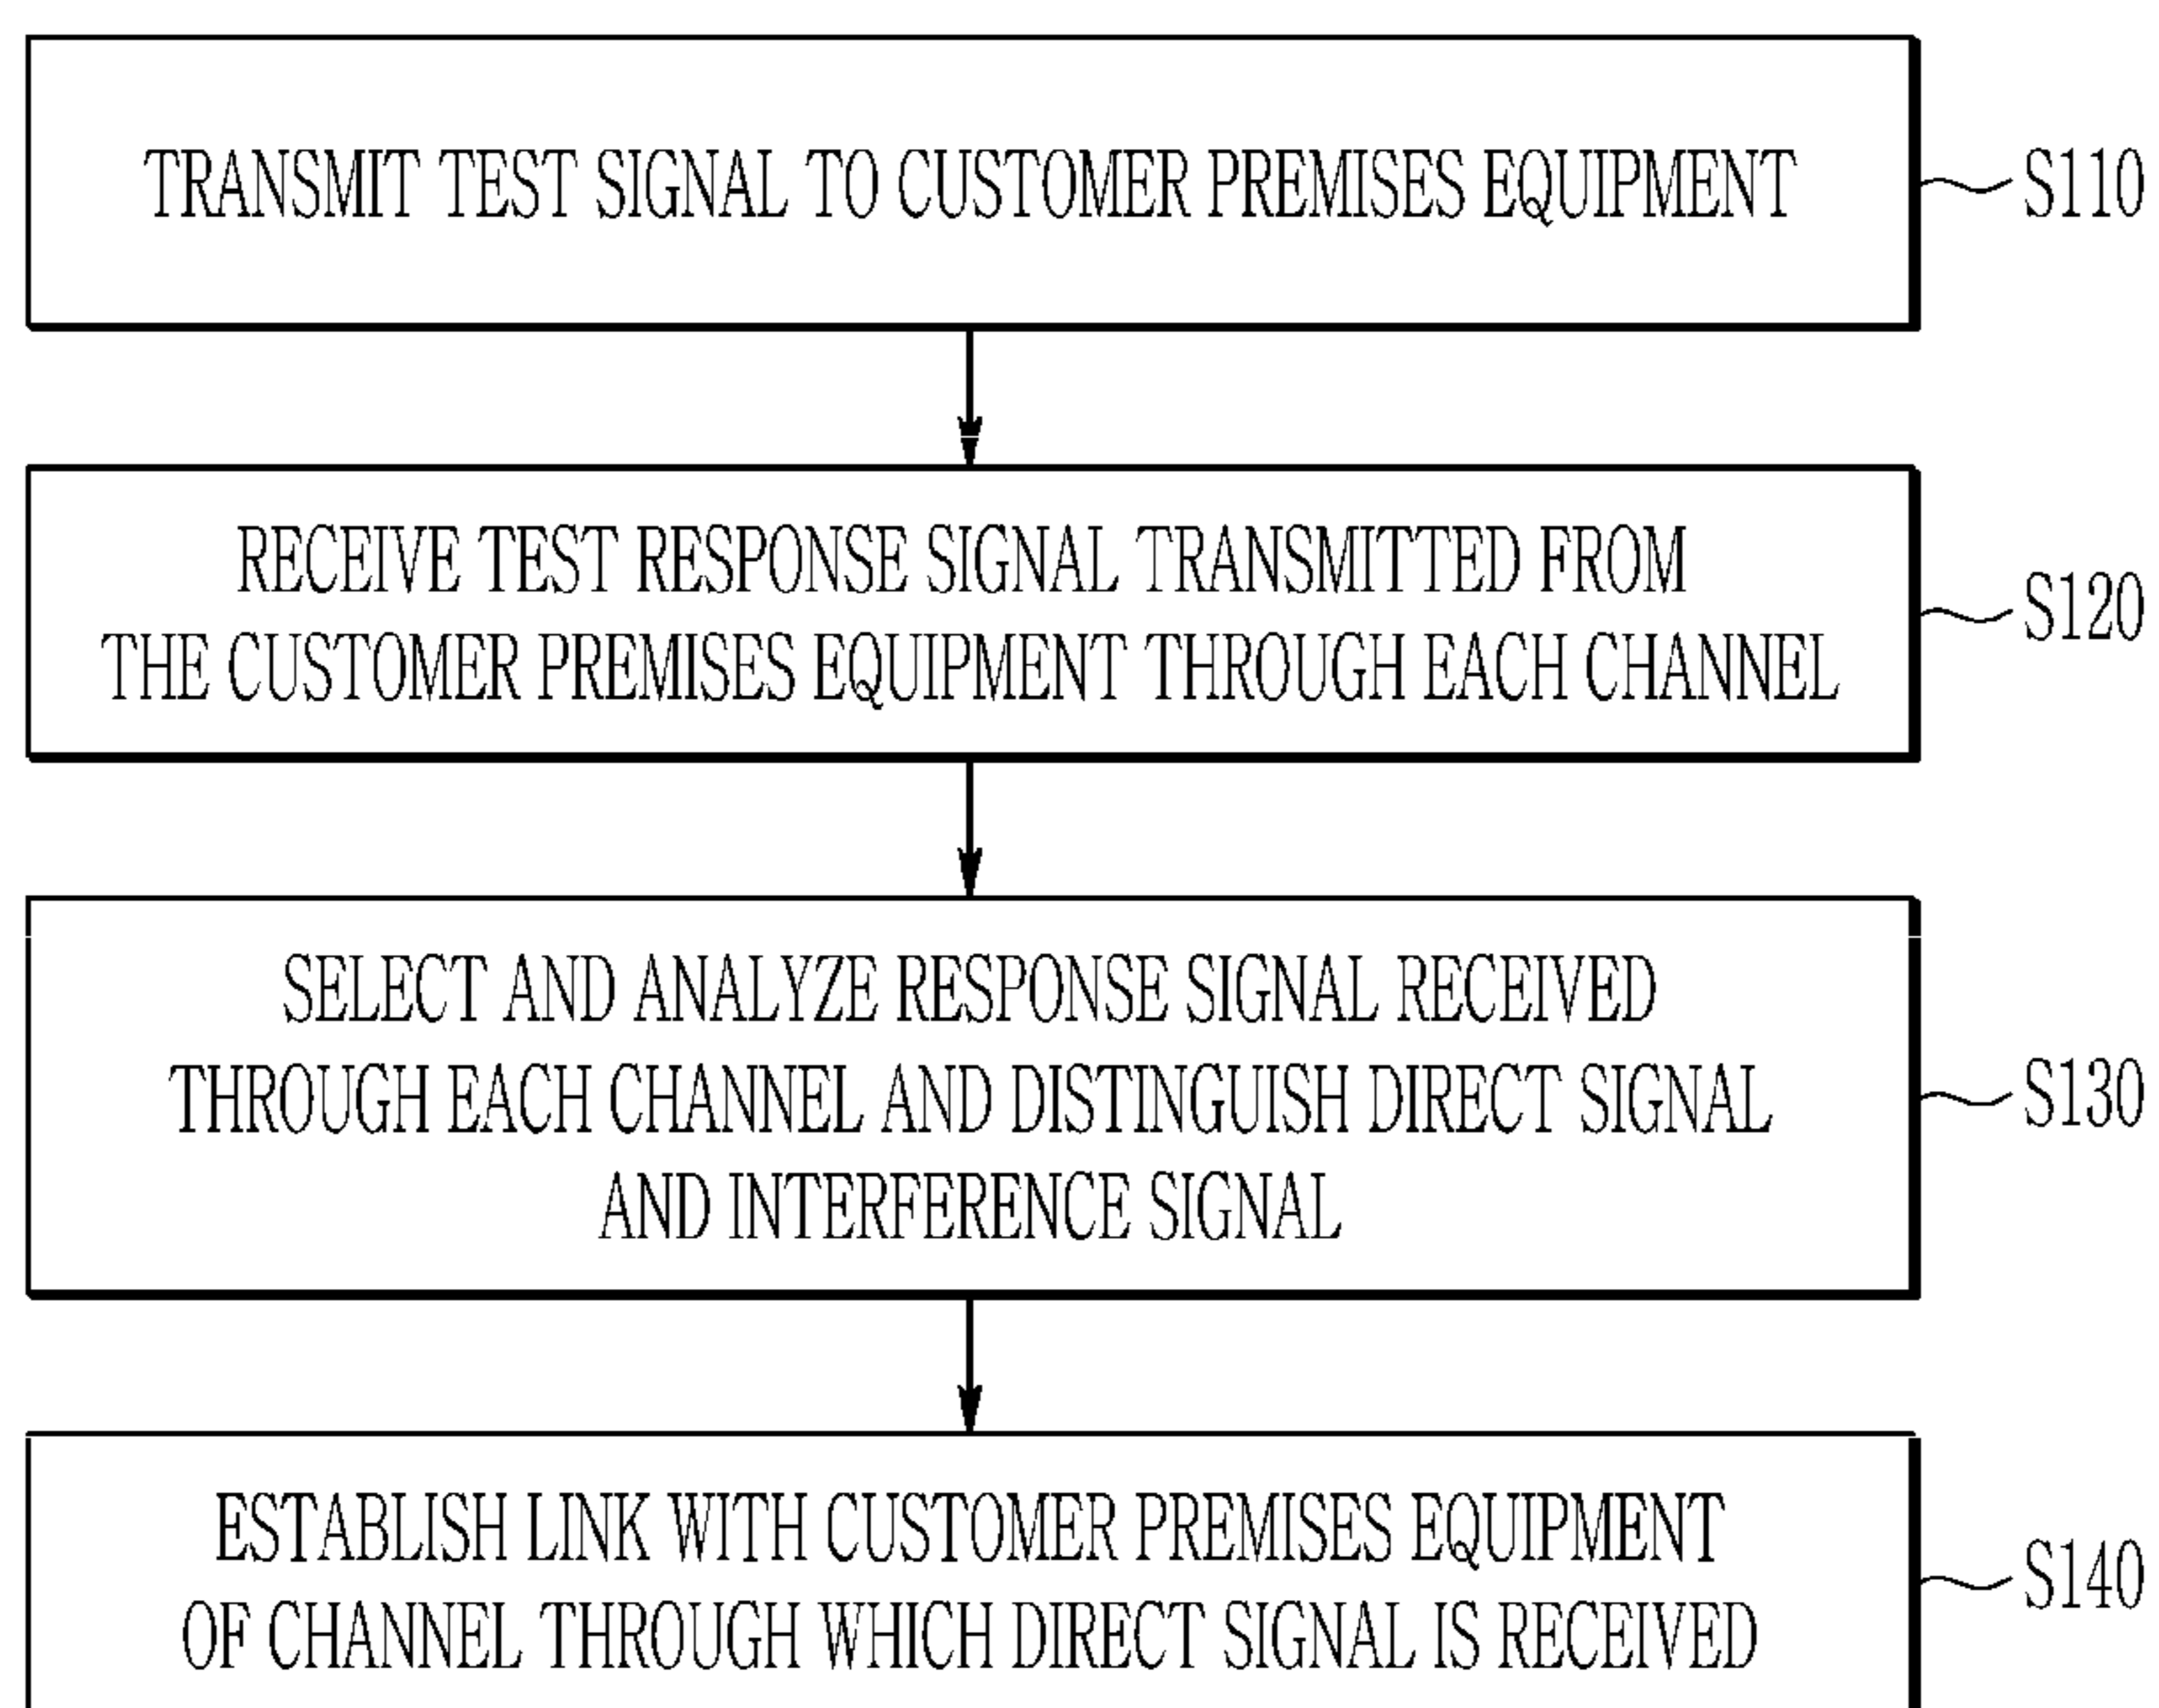 TRANSMIT TEST SIGNAL TO CUSTOMER PREMISES EQUIPMENT
S110
RECEIVE TEST RESPONSE SIGNAL TRANSMITTED FROM
THE CUSTOMER PREMISES EQUIPMENT THROUGH EACH CHANNEL
S120
SELECT AND ANALYZE RESPONSE SIGNAL RECEIVED
THROUGH EACH CHANNEL AND DISTINGUISH DIRECT SIGNAL
AND INTERFERENCE SIGNAL
S130
ESTABLISH LINK WITH CUSTOMER PREMISES EQUIPMENT
OF CHANNEL THROUGH WHICH DIRECT SIGNAL IS RECEIVED
S140